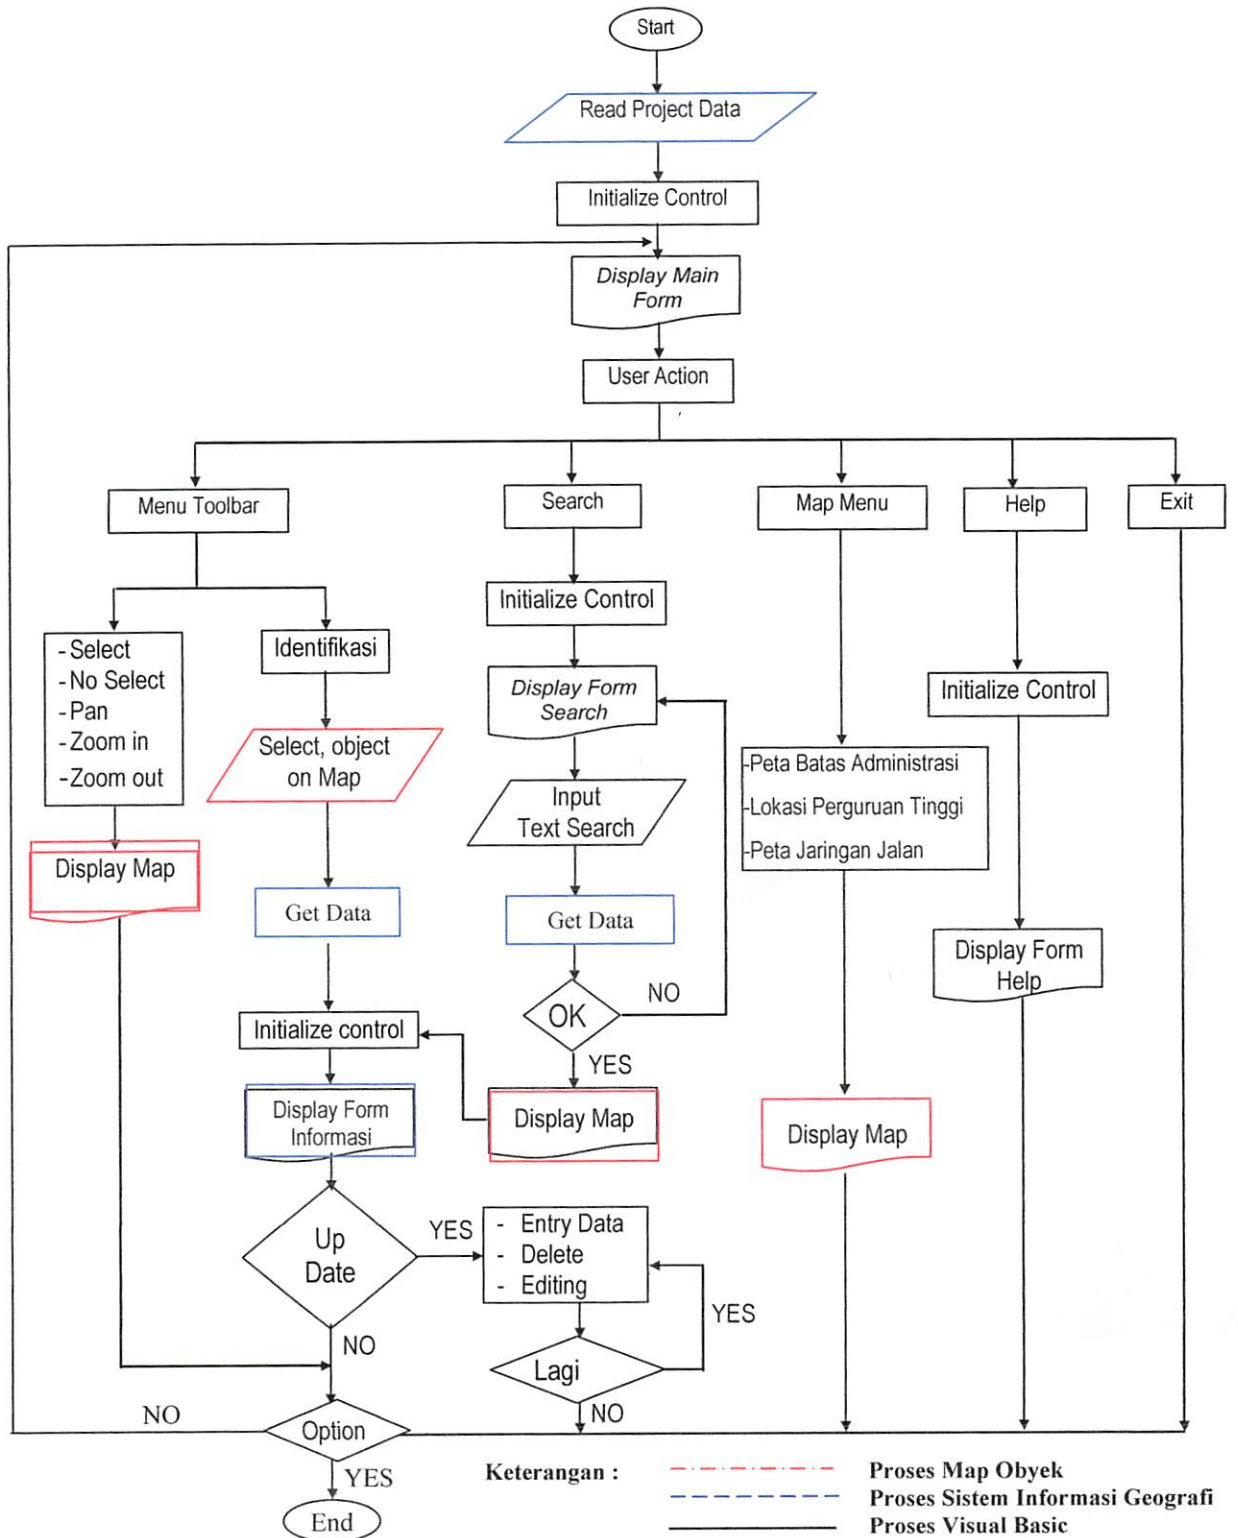 Start
Read Project Data
Initialize Control
Display Main
Form
User Action
Menu Toolbar
Search
Map Menu
Help
Exit
Initialize Control
- Select
- No Select
- Pan
- Zoom in
- Zoom out
Identifikasi
Display Form
Search
Initialize Control
Select, object
on Map
Input
Text Search
-Peta Batas Administrasi
-Lokasi Perguruan Tinggi
-Peta Jaringan Jalan
Display Map
Get Data
Get Data
Display Form
Help
OK
NO
YES
Initialize control
Display Form
Informasi
Display Map
Display Map
Up
Date
YES
- Entry Data
- Delete
- Editing
YES
NO
Lagi
NO
NO
Option
YES
End
Keterangan :
Proses Map Obyek
Proses Sistem Informasi Geografi
Proses Visual Basic